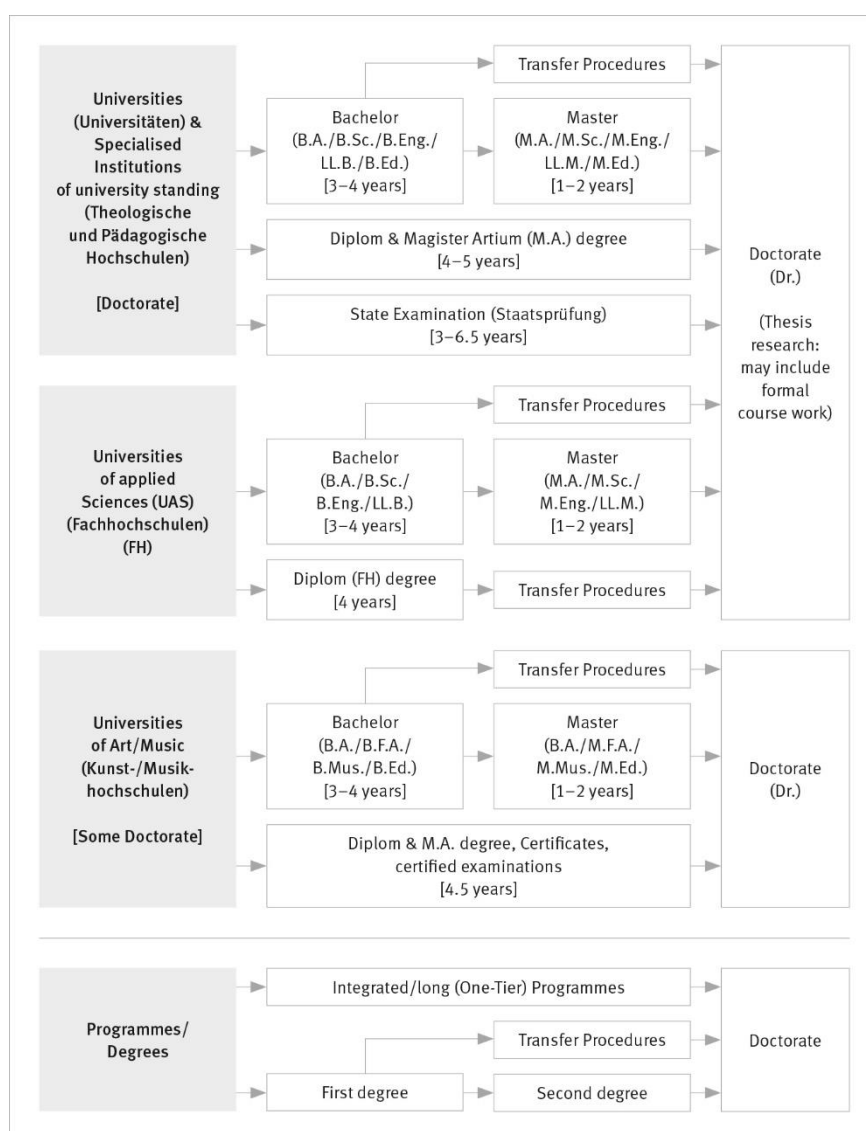 Universities
(Universitäten) &
Specialised
Institutions
of university standing
(Theologische
und Pädagogische
Hochschulen)
[Doctorate]
Transfer Procedures
Bachelor
(B.A./B.Sc./B.Eng./
LL.B./B.Ed.)
[3–4 years]
Master
(M.A./M.Sc./M.Eng./
LL.M./M.Ed.)
[1–2 years]
Diplom & Magister Artium (M.A.) degree
[4–5 years]
State Examination (Staatsprüfung)
[3–6.5 years]
Doctorate
(Dr.)
(Thesis
research:
may include
formal
course work)
Universities
of applied
Sciences (UAS)
(Fachhochschulen)
(FH)
Transfer Procedures
Bachelor
(B.A./B.Sc./
B.Eng./LL.B.)
[3–4 years]
Master
(M.A./M.Sc./
M.Eng./LL.M.)
[1–2 years]
Diplom (FH) degree
[4 years]
Transfer Procedures
Universities
of Art/Music
(Kunst-/Musik-
hochschulen)
[Some Doctorate]
Transfer Procedures
Bachelor
(B.A./B.F.A./
B.Mus./B.Ed.)
[3–4 years]
Master
(B.A./M.F.A./
M.Mus./M.Ed.)
[1–2 years]
Diplom & M.A. degree, Certificates,
certified examinations
[4.5 years]
Doctorate
(Dr.)
Programmes/
Degrees
Integrated/long (One-Tier) Programmes
Transfer Procedures
First degree
Second degree
Doctorate